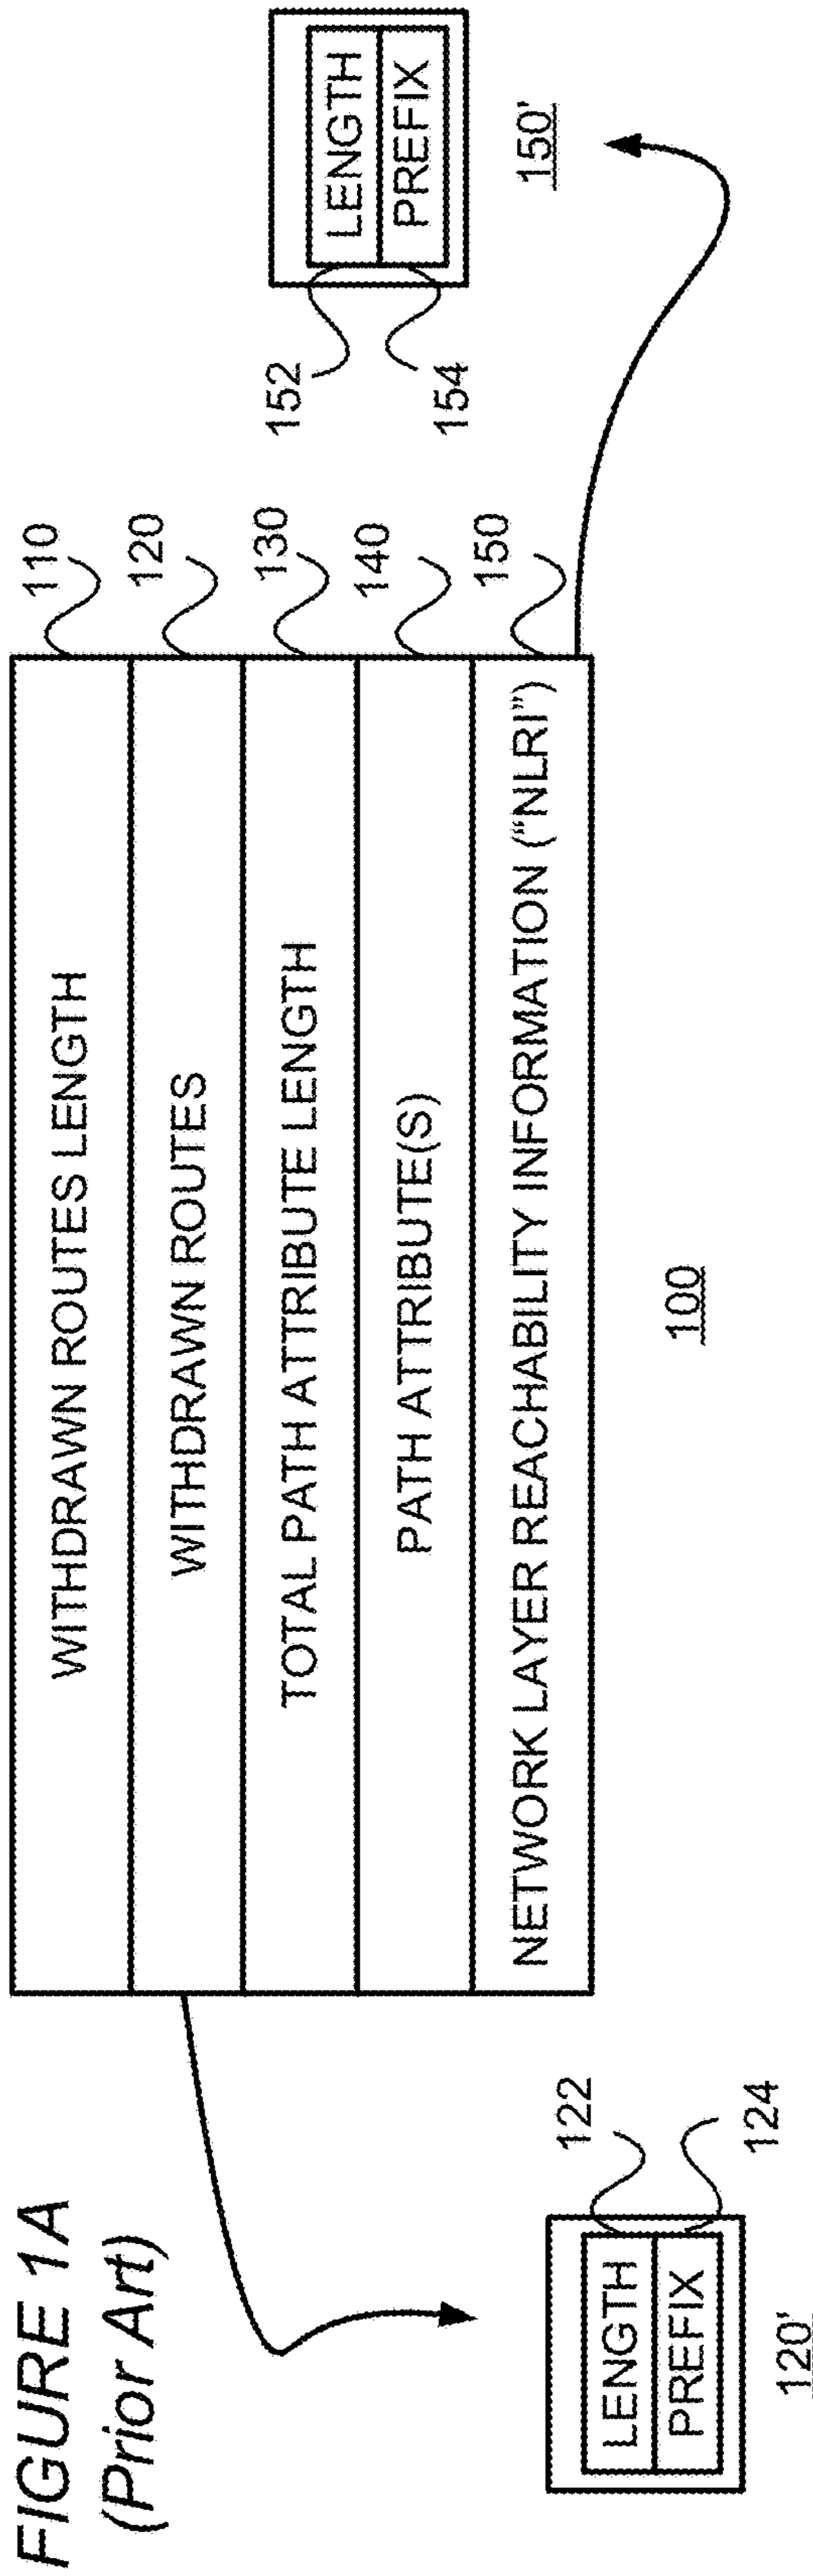 FIGURE 1A
(Prior Art)
WITHDRAWN ROUTES LENGTH
110
WITHDRAWN ROUTES
120
TOTAL PATH ATTRIBUTE LENGTH
130
PATH ATTRIBUTE(S)
140
NETWORK LAYER REACHABILITY INFORMATION (“NLRI”)
150
100
122
LENGTH
PREFIX
124
120'
LENGTH
PREFIX
152
154
150'